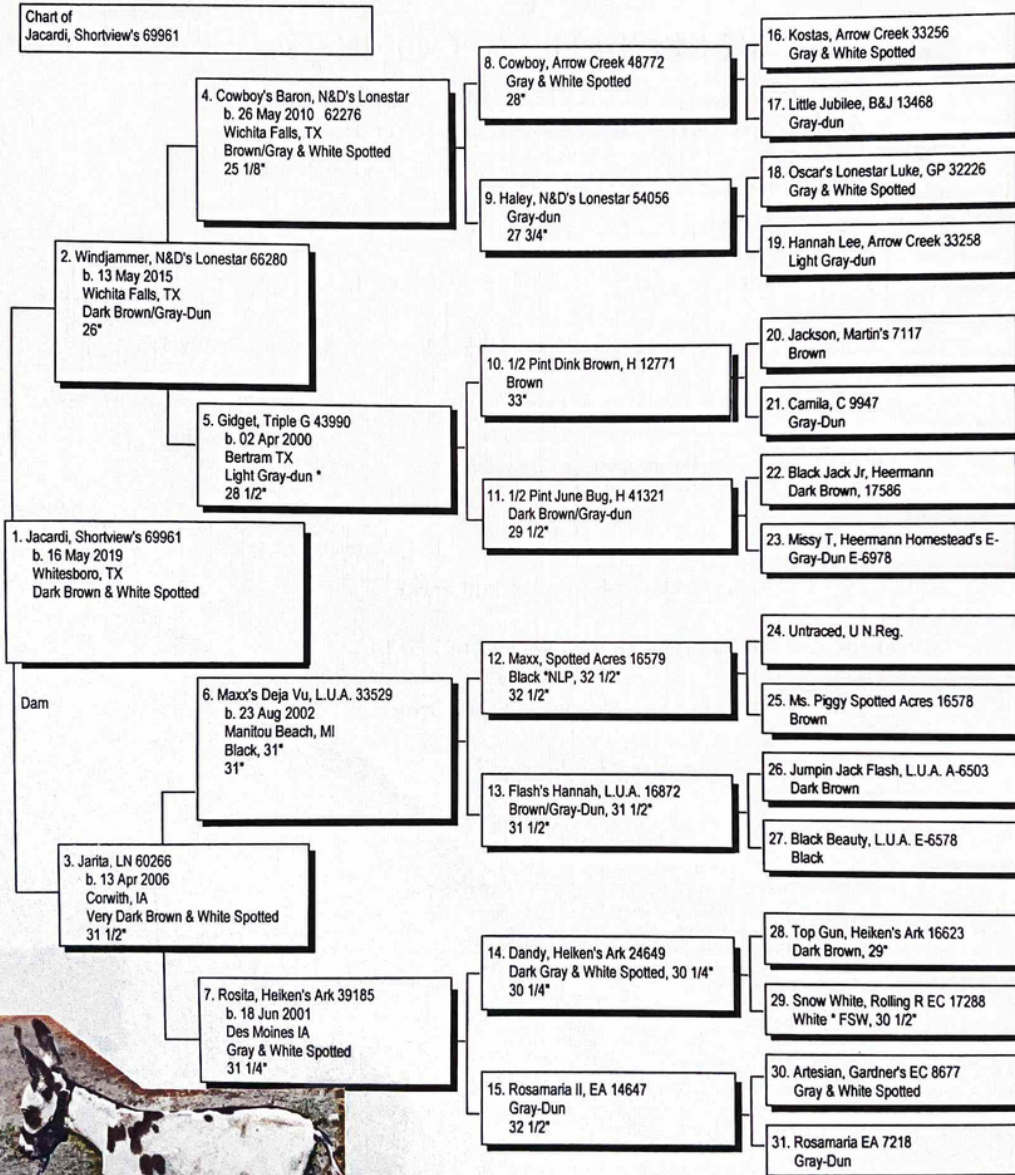 Chart of
Jacardi, Shortview's 69961
1. Jacardi, Shortview's 69961
b. 16 May 2019
Whitesboro, TX
Dark Brown & White Spotted
Dam
2. Windjammer, N&D's Lonestar 66280
b. 13 May 2015
Wichita Falls, TX
Dark Brown/Gray-Dun
26"
3. Jarita, LN 60266
b. 13 Apr 2006
Corwith, IA
Very Dark Brown & White Spotted
31 1/2"
4. Cowboy's Baron, N&D's Lonestar
b. 26 May 2010 62276
Wichita Falls, TX
Brown/Gray & White Spotted
25 1/8"
5. Gidget, Triple G 43990
b. 02 Apr 2000
Bertram TX
Light Gray-dun *
28 1/2"
6. Maxx's Deja Vu, L.U.A. 33529
b. 23 Aug 2002
Manitou Beach, MI
Black, 31"
31"
7. Rosita, Heiken's Ark 39185
b. 18 Jun 2001
Des Moines IA
Gray & White Spotted
31 1/4"
8. Cowboy, Arrow Creek 48772
Gray & White Spotted
28"
9. Haley, N&D's Lonestar 54056
Gray-dun
27 3/4"
10. 1/2 Pint Dink Brown, H 12771
Brown
33"
11. 1/2 Pint June Bug, H 41321
Dark Brown/Gray-dun
29 1/2"
12. Maxx, Spotted Acres 16579
Black *NLP, 32 1/2"
32 1/2"
13. Flash's Hannah, L.U.A. 16872
Brown/Gray-Dun, 31 1/2"
31 1/2"
14. Dandy, Heiken's Ark 24649
Dark Gray & White Spotted, 30 1/4"
30 1/4"
15. Rosamaria II, EA 14647
Gray-Dun
32 1/2"
16. Kostas, Arrow Creek 33256
Gray & White Spotted
17. Little Jubilee, B&J 13468
Gray-dun
18. Oscar's Lonestar Luke, GP 32226
Gray & White Spotted
19. Hannah Lee, Arrow Creek 33258
Light Gray-dun
20. Jackson, Martin's 7117
Brown
21. Camila, C 9947
Gray-Dun
22. Black Jack Jr, Heermann
Dark Brown, 17586
23. Missy T, Heermann Homestead's E-
Gray-Dun E-6978
24. Untraced, U N.Reg.
25. Ms. Piggy Spotted Acres 16578
Brown
26. Jumpin Jack Flash, L.U.A. A-6503
Dark Brown
27. Black Beauty, L.U.A. E-6578
Black
28. Top Gun, Heiken's Ark 16623
Dark Brown, 29"
29. Snow White, Rolling R EC 17288
White * FSW, 30 1/2"
30. Artesian, Gardner's EC 8677
Gray & White Spotted
31. Rosamaria EA 7218
Gray-Dun